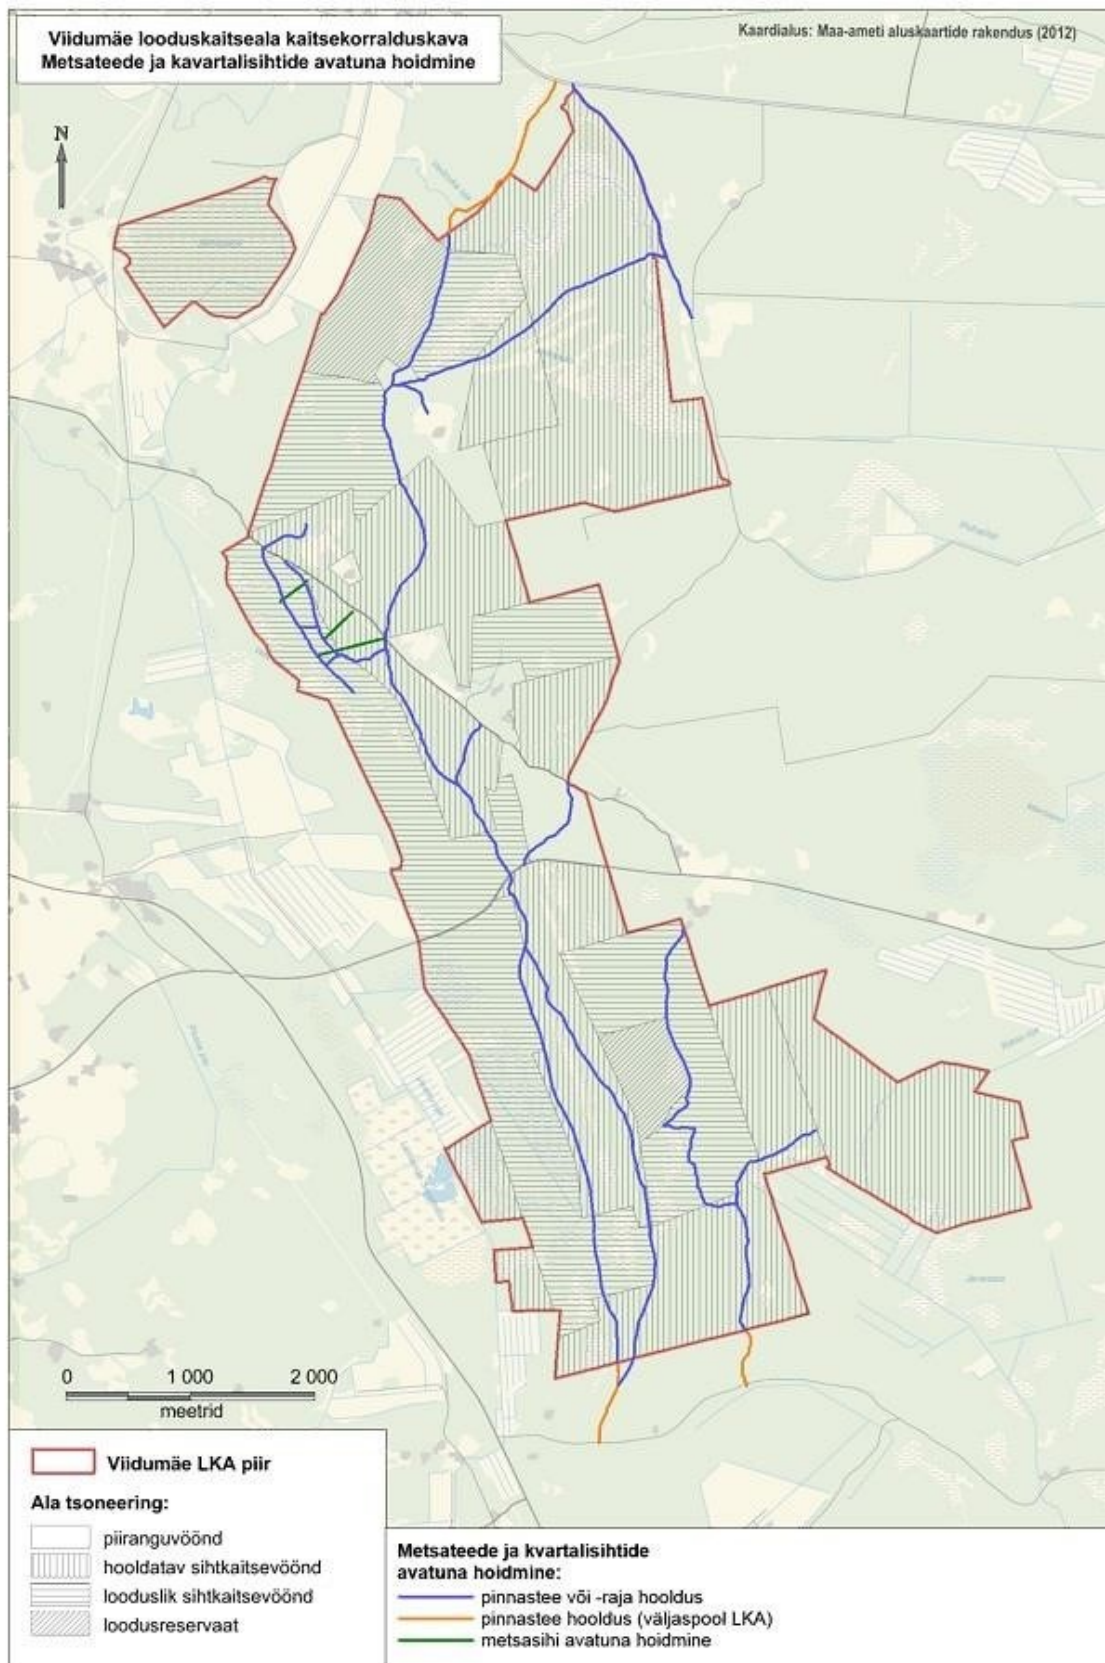 Viidumäe looduskaitseala kaitsekorralduskava
Metsateede ja kavartalisihtide avatuna hoidmine
Kaardialus: Maa-ameti aluskaartide rakendus (2012)
N
0 1 000 2 000
meetrid
Viidumäe LKA piir
Ala tsoneering:
piiranguvöönd
hooldatav sihtkaitsevöönd
looduslik sihtkaitsevöönd
loodusreservaat
Metsateede ja kvartalisihtide
avatuna hoidmine:
pinnastee või -raja hooldus
pinnastee hooldus (väljaspool LKA)
metsasihi avatuna hoidmine